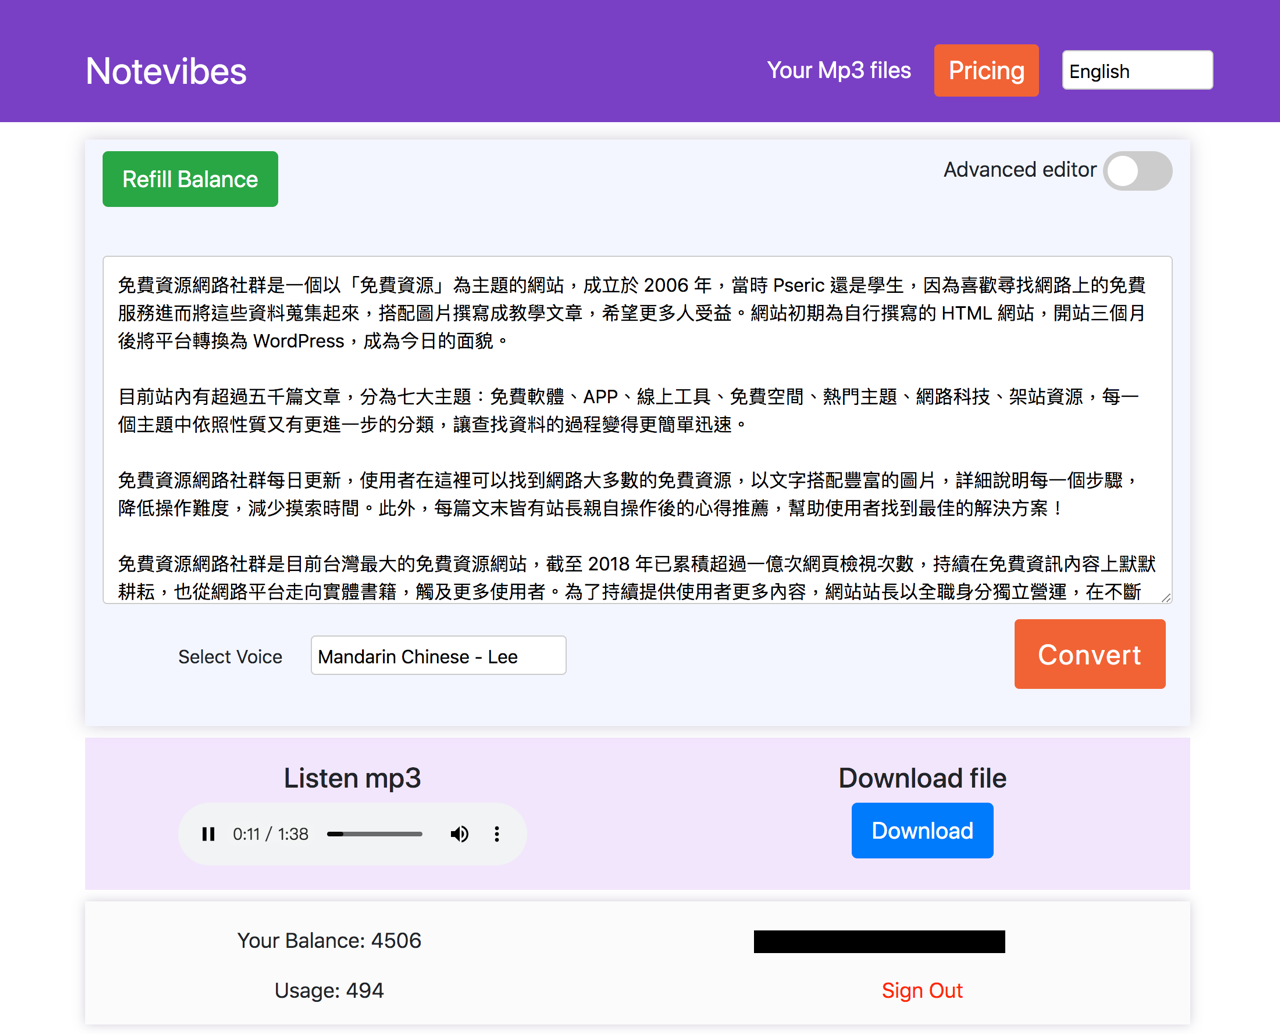 Notevibes
Your Mp3 files
Pricing
English
Refill Balance
Advanced editor
免費資源網路社群是一個以「免費資源」為主題的網站，成立於 2006 年，當時 Pseric 還是學生，因為喜歡尋找網路上的免費
服務進而將這些資料蒐集起來，搭配圖片撰寫成教學文章，希望更多人受益。網站初期為自行撰寫的 HTML 網站，開站三個月
後將平台轉換為 WordPress，成為今日的面貌。
目前站內有超過五千篇文章，分為七大主題：免費軟體、APP、線上工具、免費空間、熱門主題、網路科技、架站資源，每一
個主題中依照性質又有更進一步的分類，讓查找資料的過程變得更簡單迅速。
免費資源網路社群每日更新，使用者在這裡可以找到網路大多數的免費資源，以文字搭配豐富的圖片，詳細說明每一個步驟，
降低操作難度，減少摸索時間。此外，每篇文末皆有站長親自操作後的心得推薦，幫助使用者找到最佳的解決方案！
免費資源網路社群是目前台灣最大的免費資源網站，截至 2018 年已累積超過一億次網頁檢視次數，持續在免費資訊內容上默默
耕耘，也從網路平台走向實體書籍，觸及更多使用者。為了持續提供使用者更多內容，網站站長以全職身分獨立營運，在不斷
Select Voice
Mandarin Chinese - Lee
Convert
Listen mp3
0:11 / 1:38
Download file
Download
Your Balance: 4506
Usage: 494
Sign Out